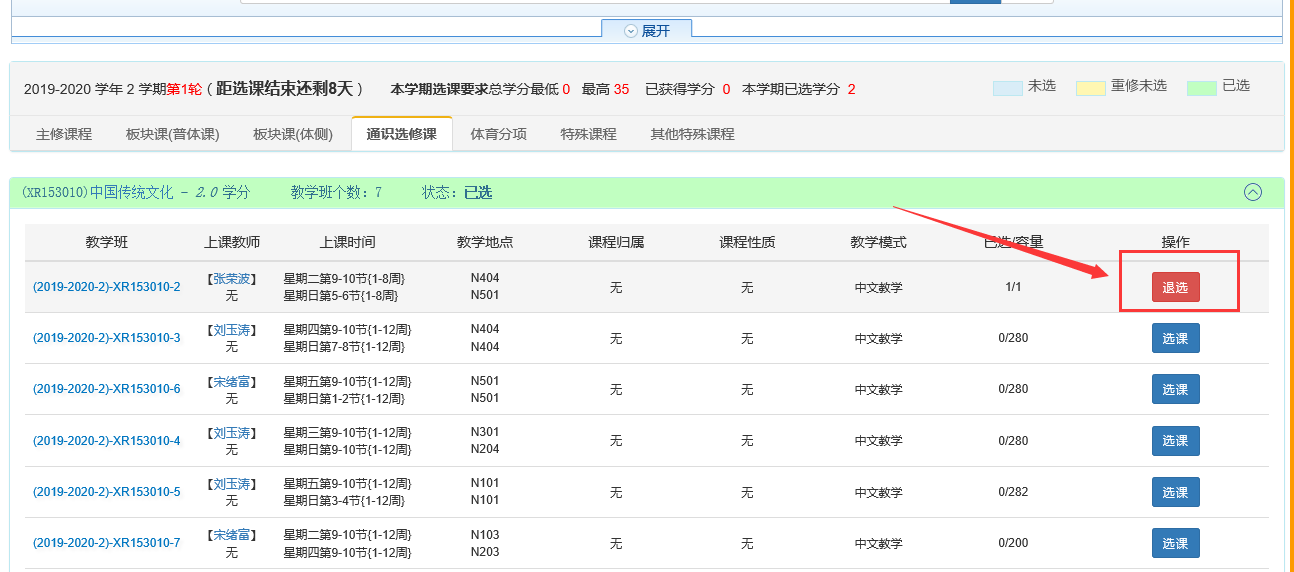 展开
2019-2020 学年 2 学期第1轮 ( 距选课结束还剩8天 ) 本学期选课要求总学分最低 0 最高 35 已获得学分 0 本学期已选学分 2 未选 重修未选 已选
主修课程 板块课(普体课) 板块课(体侧) 通识选修课 体育分项 特殊课程 其他特殊课程
(XR153010)中国传统文化 - 2.0 学分 教学班个数: 7 状态: 已选
教学班 上课教师 上课时间 教学地点 课程归属 课程性质 教学模式 已选/容量 操作
(2019-2020-2)-XR153010-2 【张荣波】 无 星期二第9-10节{1-8周} 星期日第5-6节{1-8周} N404 N501 无 无 中文教学 1/1 退选
(2019-2020-2)-XR153010-3 【刘玉涛】 无 星期四第9-10节{1-12周} 星期日第7-8节{1-12周} N404 N404 无 无 中文教学 0/280 选课
(2019-2020-2)-XR153010-6 【宋绪富】 无 星期五第9-10节{1-12周} 星期日第1-2节{1-12周} N501 N501 无 无 中文教学 0/280 选课
(2019-2020-2)-XR153010-4 【刘玉涛】 无 星期三第9-10节{1-12周} 星期日第9-10节{1-12周} N301 N204 无 无 中文教学 0/280 选课
(2019-2020-2)-XR153010-5 【刘玉涛】 无 星期五第9-10节{1-12周} 星期日第3-4节{1-12周} N101 N101 无 无 中文教学 0/282 选课
(2019-2020-2)-XR153010-7 【宋绪富】 无 星期二第9-10节{1-12周} 星期四第9-10节{1-12周} N103 N203 无 无 中文教学 0/200 选课